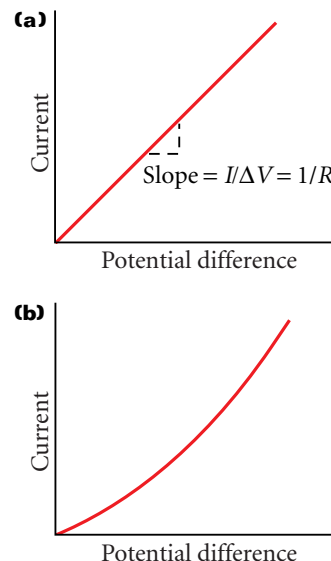 (a)
Current
Slope = I/ΔV = 1/R
Potential difference
(b)
Current
Potential difference